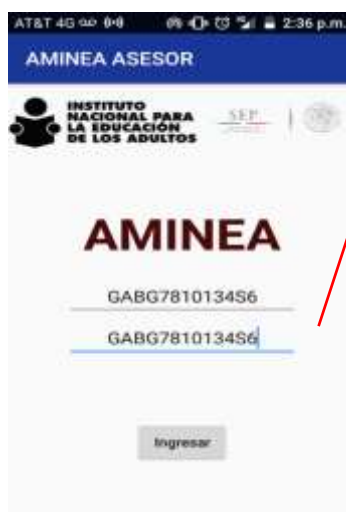 AT&T 4G 2:36 p.m.
AMINEA ASESOR
INSTITUTO
NACIONAL PARA
LA EDUCACIÓN
DE LOS ADULTOS
SEP
AMINEA
GABG7810134S6
GABG7810134S6
Ingresar